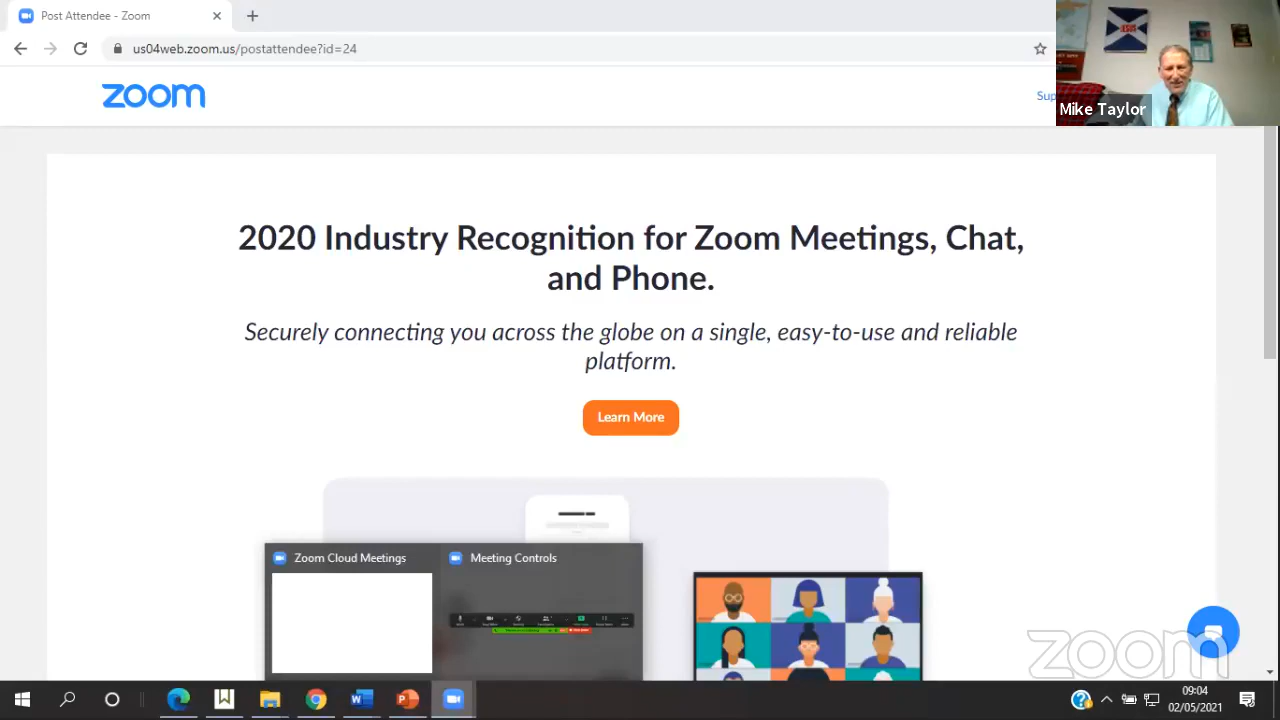 Post Attendee - Zoom
us04web.zoom.us/postattendee?id=24
zoom
Sup
Mike Taylor
2020 Industry Recognition for Zoom Meetings, Chat,
and Phone.
Securely connecting you across the globe on a single, easy-to-use and reliable
platform.
Learn More
Zoom Cloud Meetings
Meeting Controls
zoom
09:04
02/05/2021